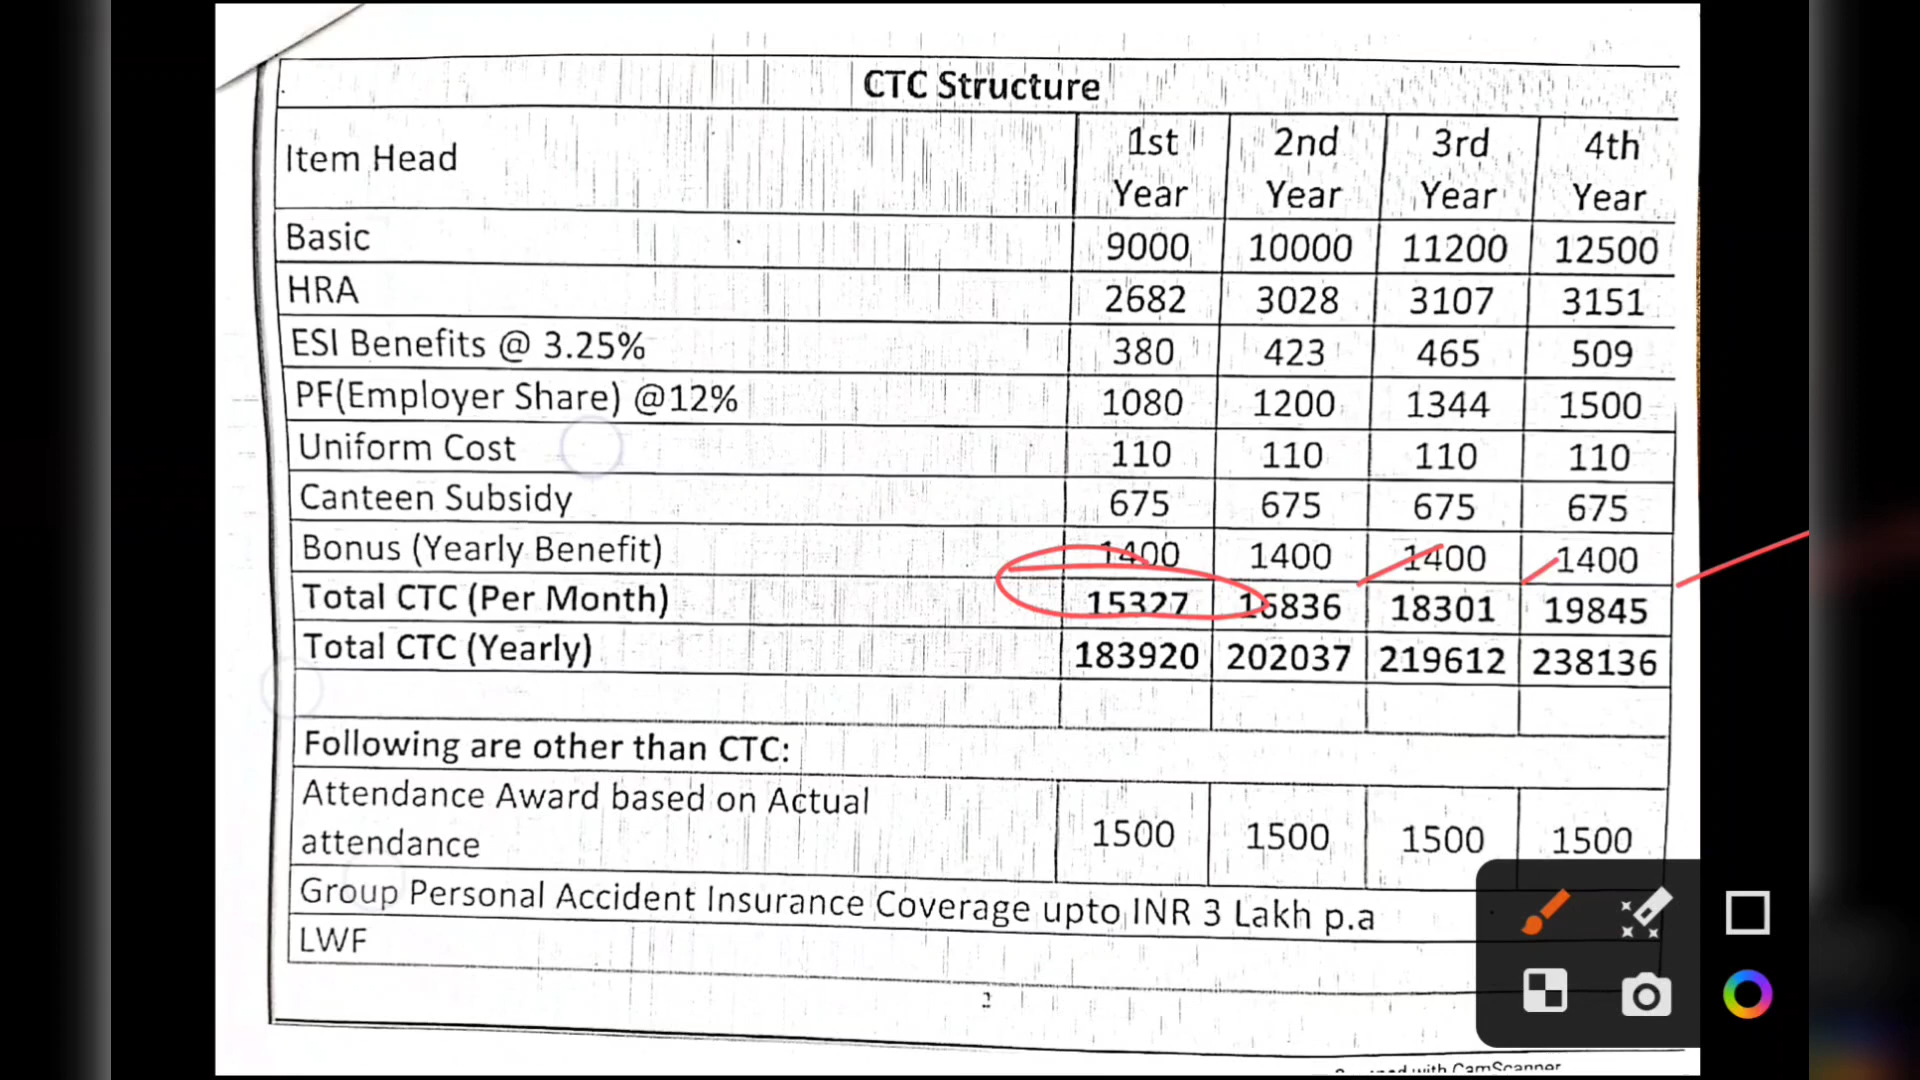 CTC Structure
Item Head 1st Year 2nd Year 3rd Year 4th Year
Basic 9000 10000 11200 12500
HRA 2682 3028 3107 3151
ESI Benefits @ 3.25% 380 423 465 509
PF(Employer Share) @12% 1080 1200 1344 1500
Uniform Cost 110 110 110 110
Canteen Subsidy 675 675 675 675
Bonus (Yearly Benefit) 1400 1400 1400 1400
Total CTC (Per Month) 15327 16836 18301 19845
Total CTC (Yearly) 183920 202037 219612 238136
Following are other than CTC:
Attendance Award based on Actual
attendance 1500 1500 1500 1500
Group Personal Accident Insurance Coverage upto INR 3 Lakh p.a
LWF
2
with CamScanner